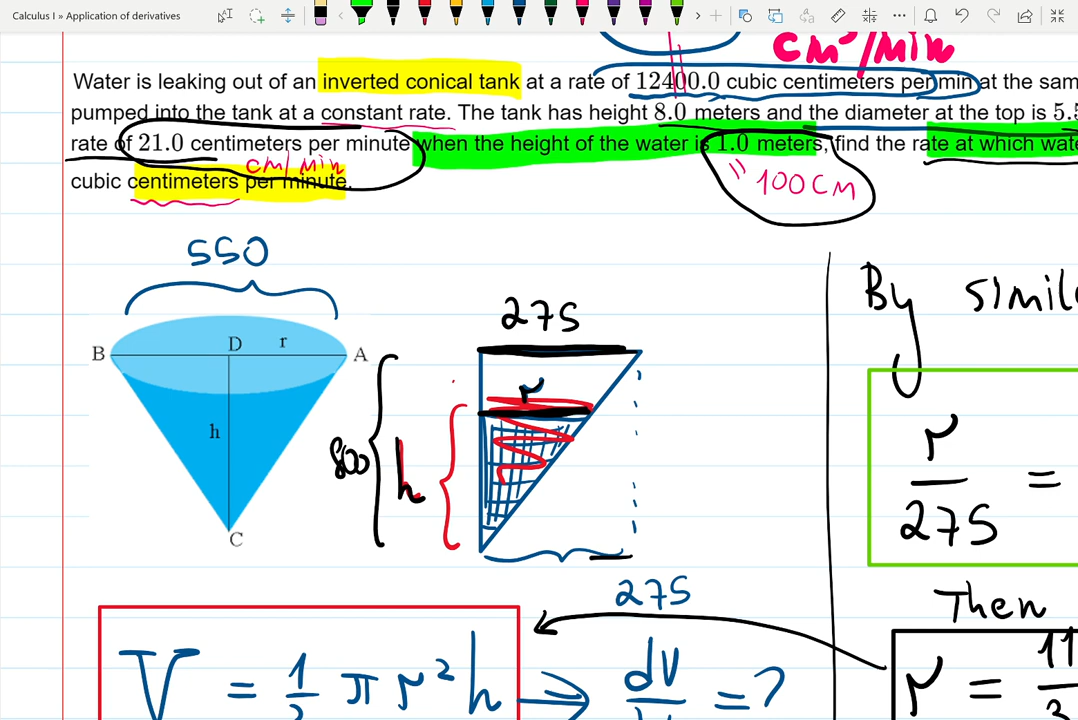 Calculus I » Application of derivatives
cm³/min
Water is leaking out of an inverted conical tank at a rate of 12400.0 cubic centimeters per min at the sam
pumped into the tank at a constant rate. The tank has height 8.0 meters and the diameter at the top is 5.5
rate of 21.0 centimeters per minute when the height of the water is 1.0 meters, find the rate at which wate
cm/min
" 100 CM
cubic centimeters per minute.
550
B D r A
h
C
275
r
800 h
275
By simila
r
275 =
Then
r = 11
3
V = 1 π r² h ⇒ dV = ?